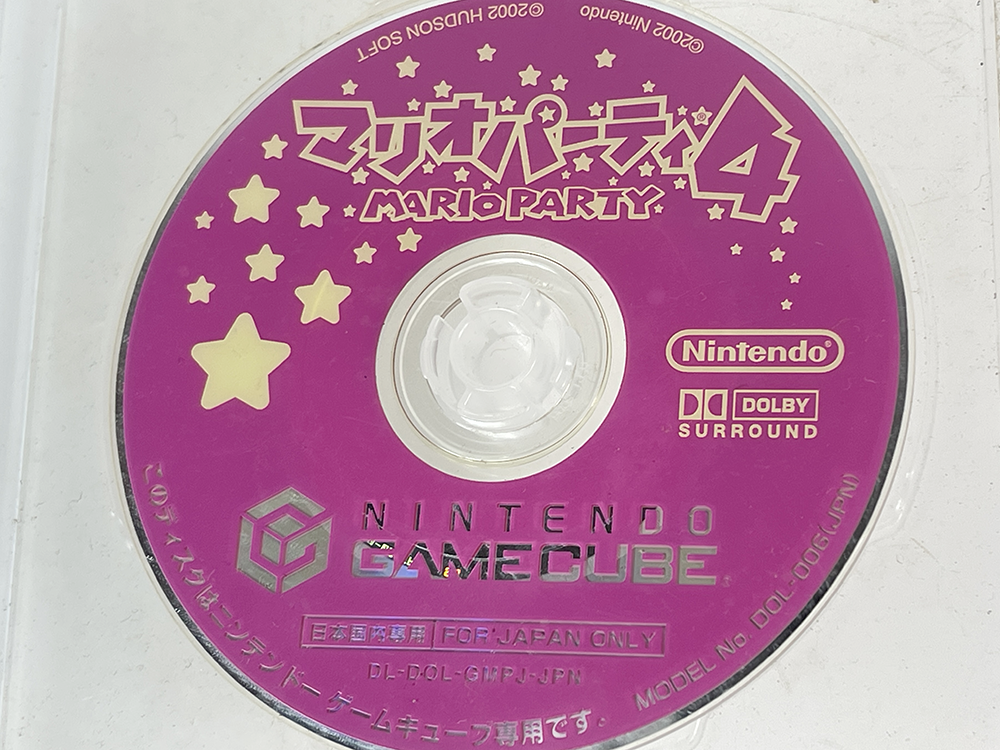 ©2002 Nintendo
©2002 HUDSON SOFT
マリオパーティ4
MARIO PARTY
Nintendo®
DOLBY
SURROUND
NINTENDO
GAMECUBE
日本国内専用 FOR JAPAN ONLY
DL-DOL-GMPJ-JPN
このディスクはニンテンドー ゲームキューブ専用です。
MODEL No. DOL-006(JPN)